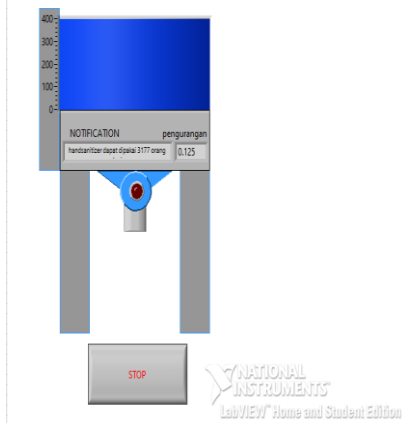 400
300
200
100
0
NOTIFICATION pengurangan
handsanitizer dapat dipakai 3177 orang
0.125
STOP
NATIONAL
INSTRUMENTS
LabVIEW™ Home and Student Edition